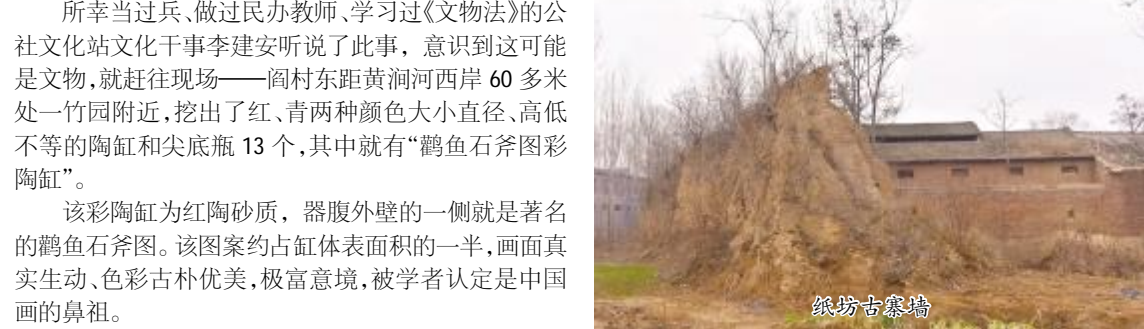 所幸当过兵、做过民办教师、学习过《文物法》的公
社文化站文化干事李建安听说了此事，意识到这可能
是文物，就赶往现场——阎村东距黄涧河西岸 60 多米
处一竹园附近，挖出了红、青两种颜色大小直径、高低
不等的陶缸和尖底瓶 13 个，其中就有“鹳鱼石斧图彩
陶缸”。
该彩陶缸为红陶砂质，器腹外壁的一侧就是著名
的鹳鱼石斧图。该图案约占缸体表面积的一半，画面真
实生动、色彩古朴优美，极富意境，被学者认定是中国
画的鼻祖。
纸坊古寨墙